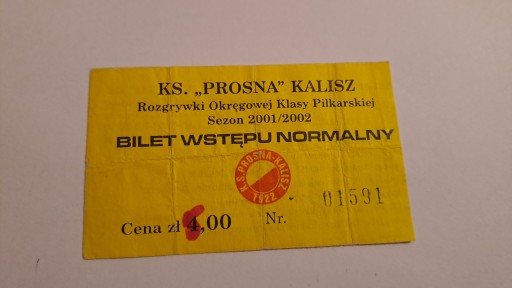 KS. „PROSNA” KALISZ
Rozgrywki Okręgowej Klasy Piłkarskiej
Sezon 2001/2002
BILET WSTĘPU NORMALNY
K.S. PROSNA-KALISZ
1922
Cena zł ,00
Nr. 01591